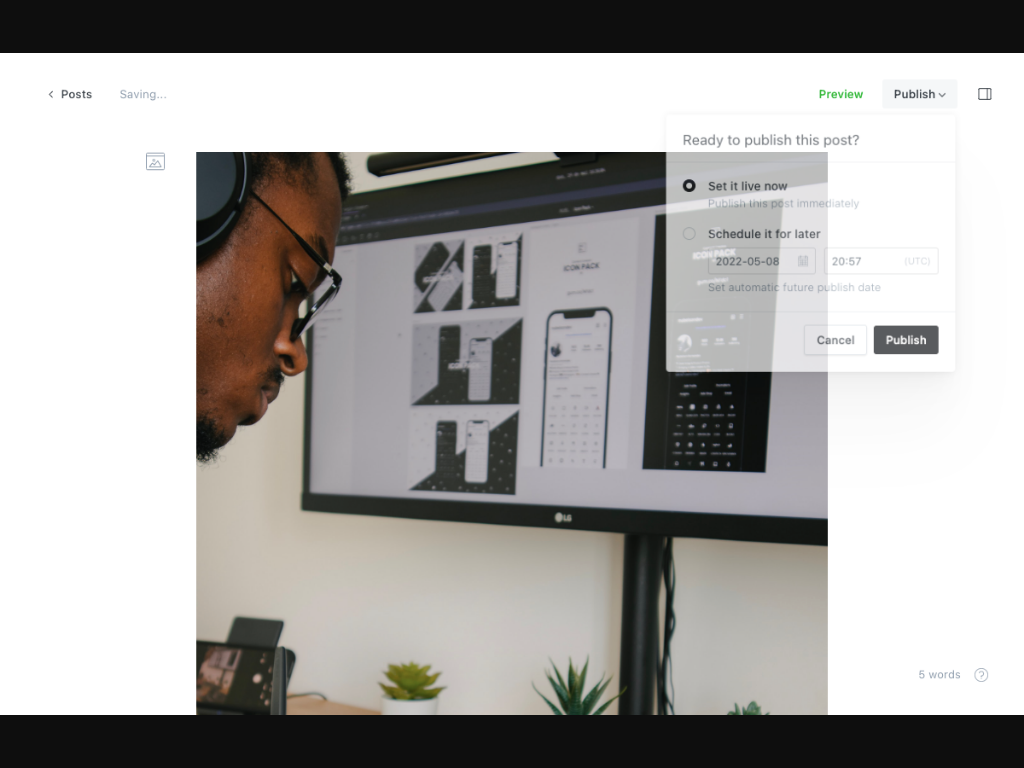 Posts
Saving...
Preview
Publish
Ready to publish this post?
Set it live now
Publish this post immediately
Schedule it for later
2022-05-08
20:57
(UTC)
Set automatic future publish date
Cancel
Publish
ICON PACK
ICON PACK
LG
5 words
?